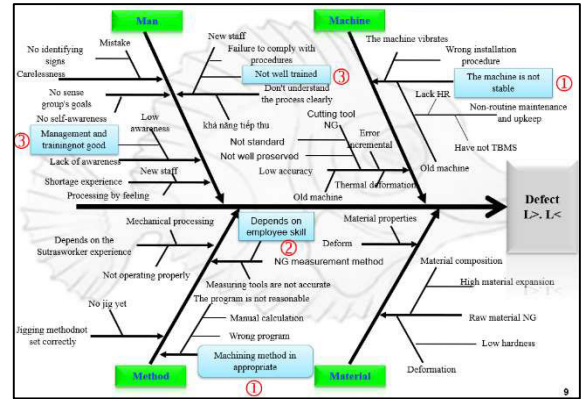 Man
Machine
Mistake
No identifying
signs
Carelessness
No sense
group's goals
No self-awareness
③
Management and
trainingnot good
Low
awareness
Lack of awareness
New staff
Shortage experience
Processing by feeling
New staff
Failure to comply with
procedures
Not well trained
③
Don't understand
the process clearly
khả năng tiếp thu
The machine vibrates
Wrong installation
procedure
①
The machine is not
stable
Lack HR
Non-routine maintenance
and upkeep
Have not TBMS
Old machine
Cutting tool
NG
Not standard
Not well preserved
Error
incremental
Low accuracy
Thermal deformation
Old machine
Defect
L>. L<
Mechanical processing
Depends on the
Sutrasworker experience
Not operating properly
Depends on
employee skill
②
NG measurement method
Measuring tools are not accurate
No jig yet
Jigging methodnot
set correctly
The program is not reasonable
Manual calculation
Wrong program
Machining method in
appropriate
①
Material properties
Deform
Material composition
High material expansion
Raw material NG
Low hardness
Deformation
Method
Material
9